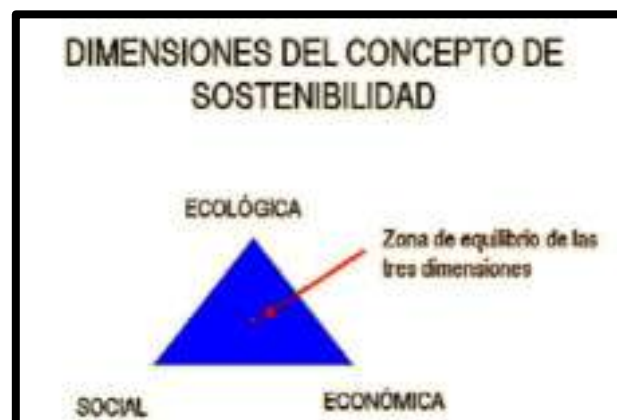 DIMENSIONES DEL CONCEPTO DE
SOSTENIBILIDAD
ECOLÓGICA
Zona de equilibrio de las
tres dimensiones
SOCIAL
ECONÓMICA